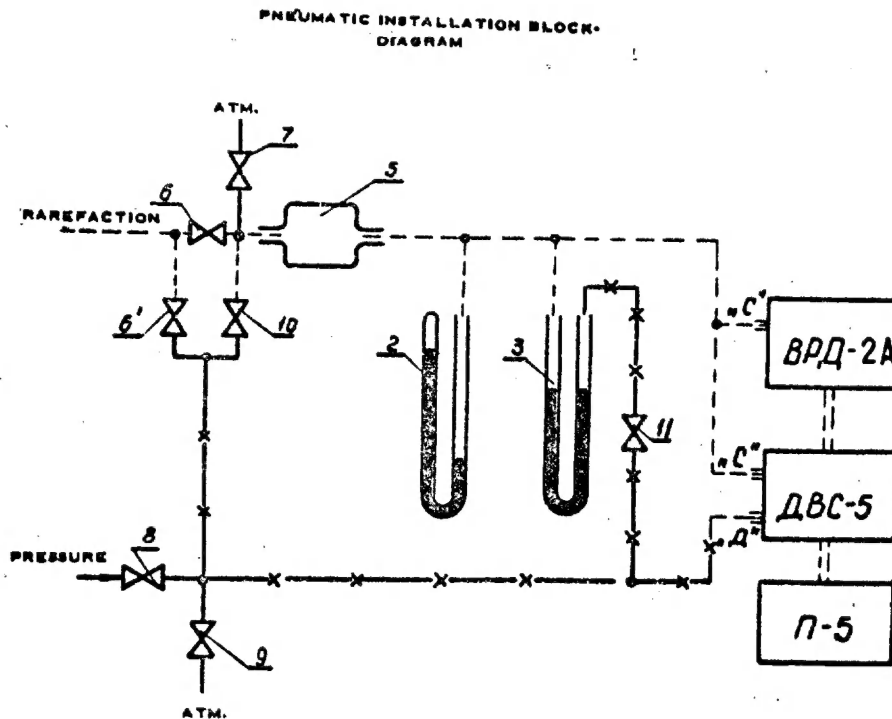 PNEUMATIC INSTALLATION BLOCK-
DIAGRAM
ATM.
7
5
6
RAREFACTION
6'
10
2
3
11
„С"
ВРД-2А
„С"
ДВС-5
„Д"
8
PRESSURE
П-5
9
ATM.